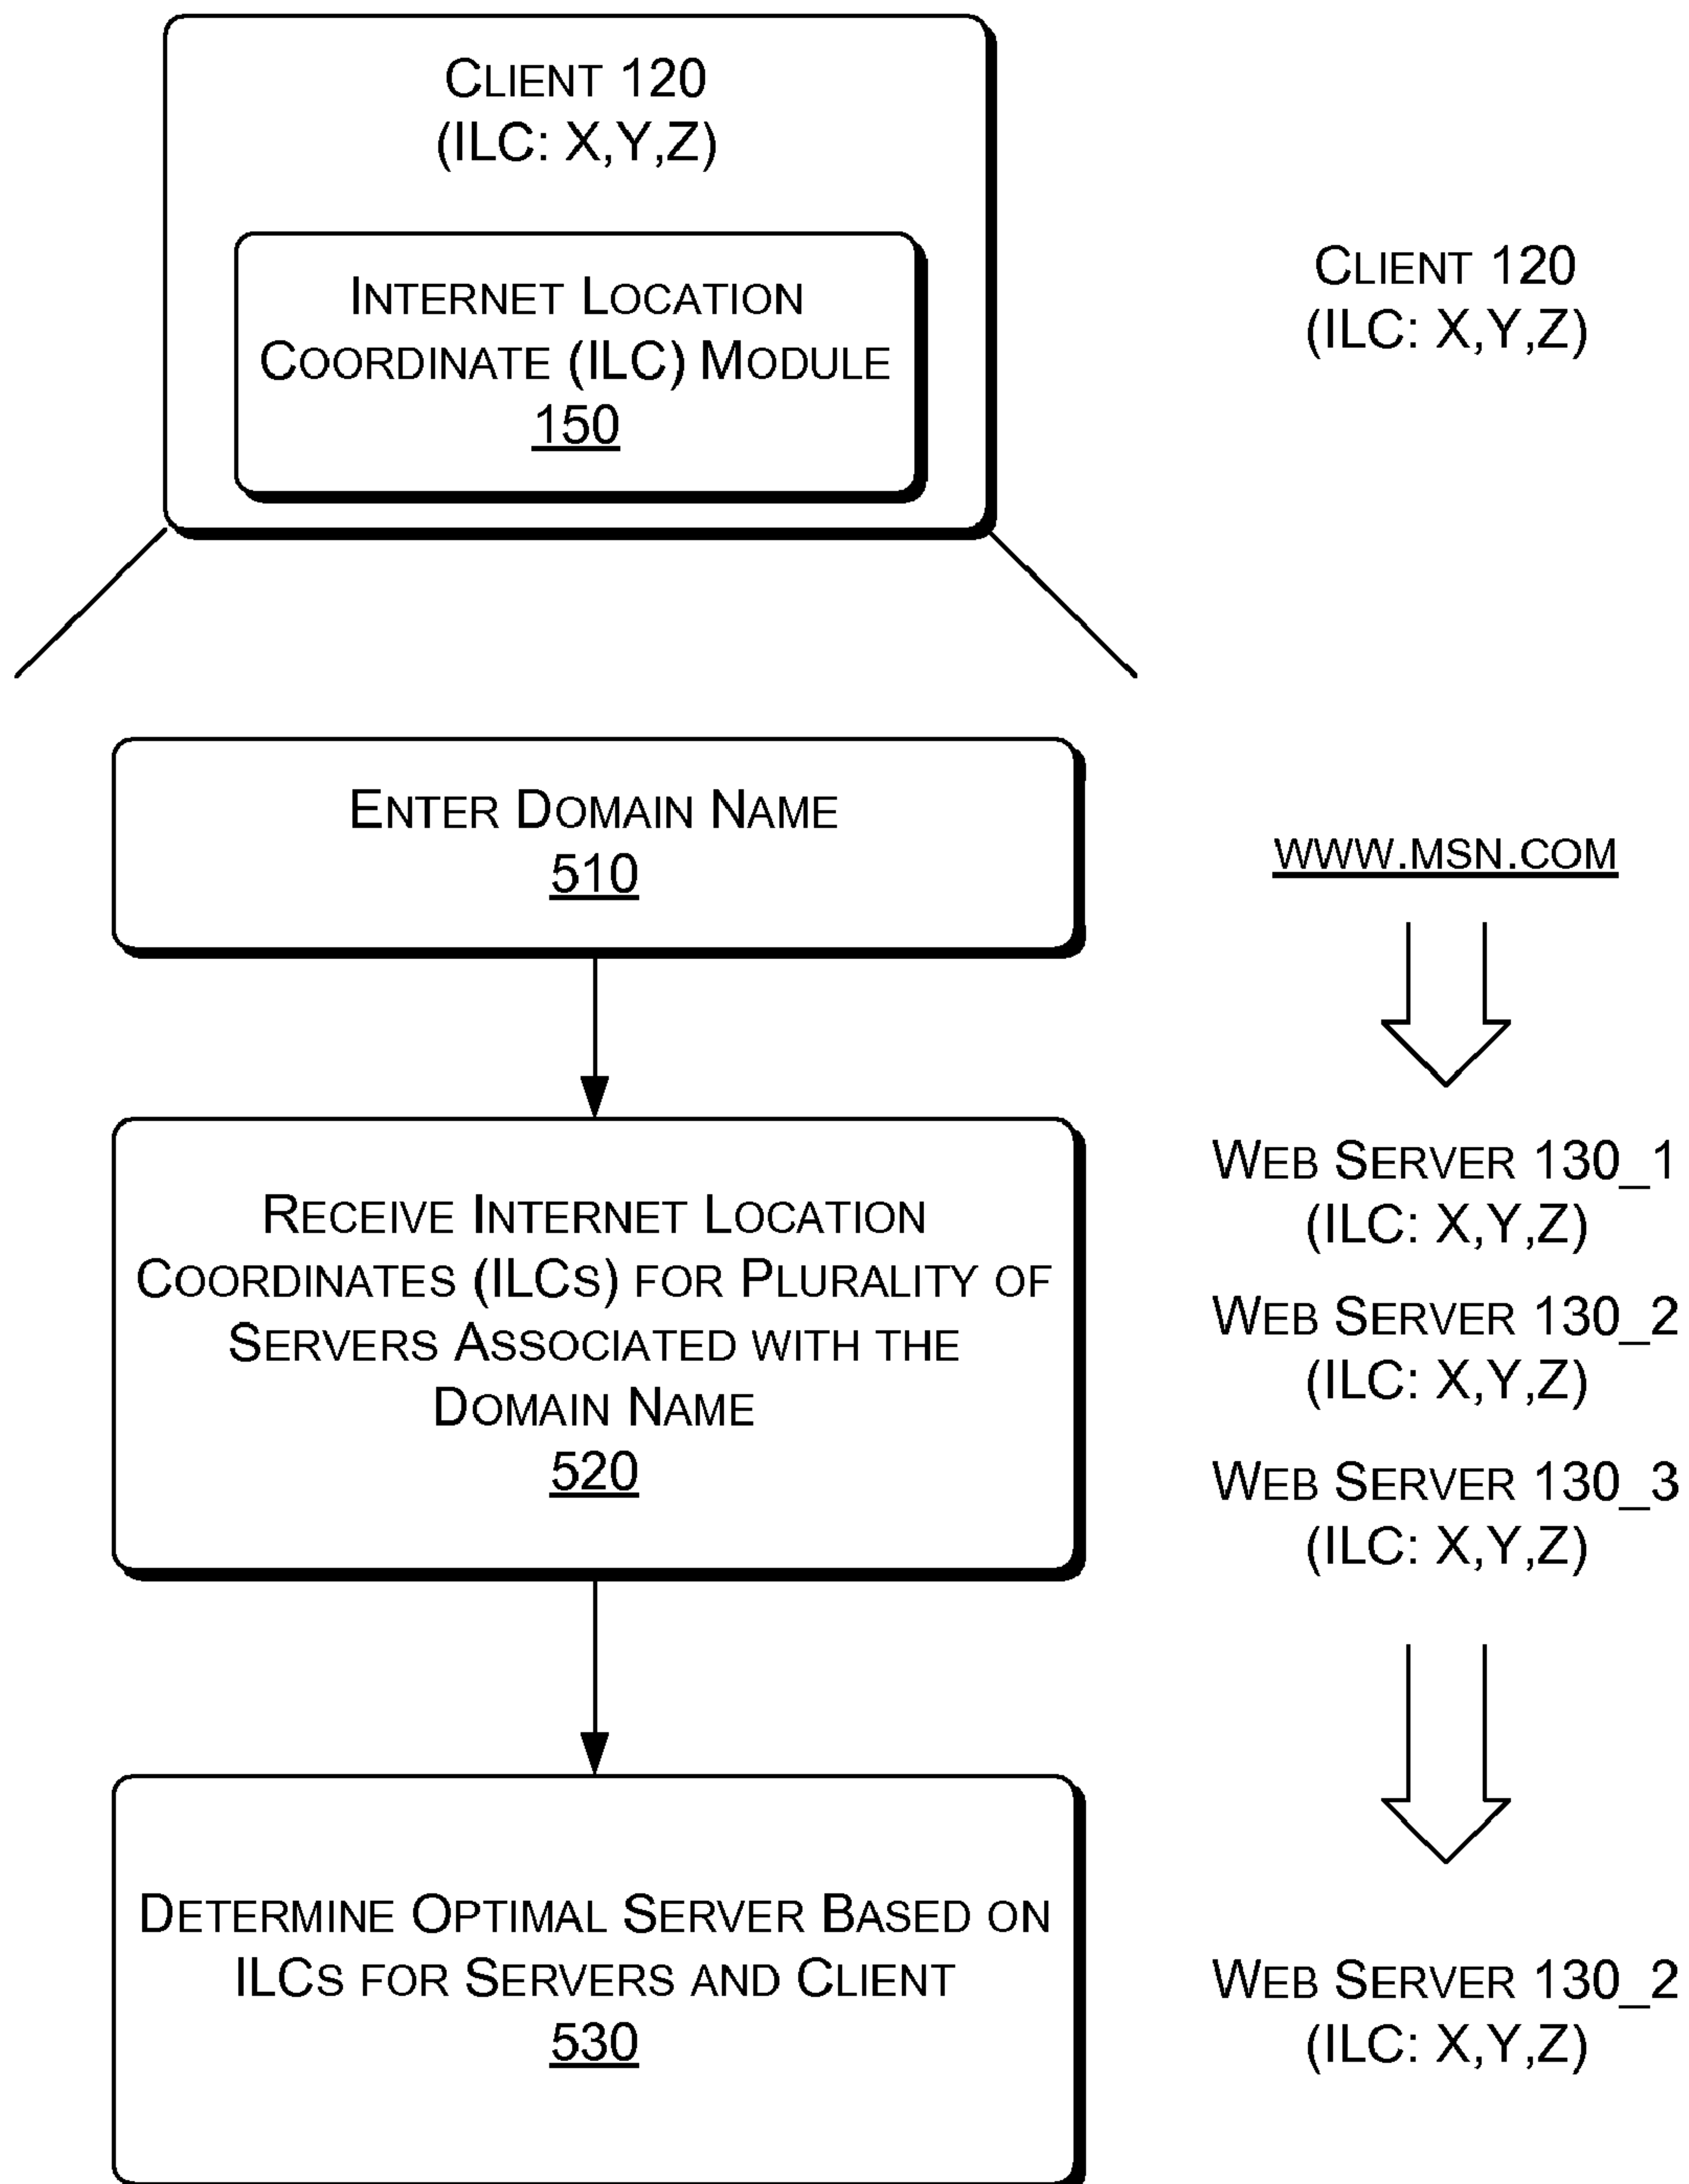 Client 120
(ILC: X,Y,Z)
Internet Location
Coordinate (ILC) Module
150
Client 120
(ILC: X,Y,Z)
Enter Domain Name
510
www.msn.com
Receive Internet Location
Coordinates (ILCs) for Plurality of
Servers Associated with the
Domain Name
520
Web Server 130_1
(ILC: X,Y,Z)
Web Server 130_2
(ILC: X,Y,Z)
Web Server 130_3
(ILC: X,Y,Z)
Determine Optimal Server Based on
ILCs for Servers and Client
530
Web Server 130_2
(ILC: X,Y,Z)